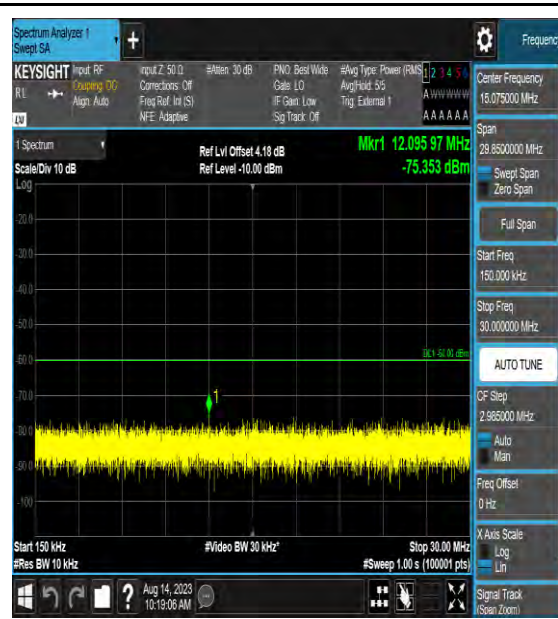 Spectrum Analyzer 1
Swept SA
+
Frequenc
KEYSIGHT
Input: RF
Input Z: 50 Ω
#Atten: 30 dB
PNO: Best Wide
#Avg Type: Power (RMS
1 2 3 4 5 6
RL
Coupling: DC
Corrections: Off
Gate: LO
Avg|Hold: 5/5
A W W W W W
Align: Auto
Freq Ref: Int (S)
IF Gain: Low
Trig: External 1
NFE: Adaptive
Sig Track: Off
A A A A A A
LW
1 Spectrum
Ref Lvl Offset 4.18 dB
Mkr1 12.095 97 MHz
Scale/Div 10 dB
Ref Level -10.00 dBm
-75.353 dBm
Log
-20.0
-30.0
-40.0
-50.0
DL1 -60.00 dBm
-60.0
1
-70.0
-80.0
-90.0
-100
Start 150 kHz
#Video BW 30 kHz*
Stop 30.00 MHz
#Res BW 10 kHz
#Sweep 1.00 s (100001 pts)
?
Aug 14, 2023
10:19:06 AM
Center Frequency
15.075000 MHz
Span
29.8500000 MHz
Swept Span
Zero Span
Full Span
Start Freq
150.000 kHz
Stop Freq
30.000000 MHz
AUTO TUNE
CF Step
2.985000 MHz
Auto
Man
Freq Offset
0 Hz
X Axis Scale
Log
Lin
Signal Track
(Span Zoom)